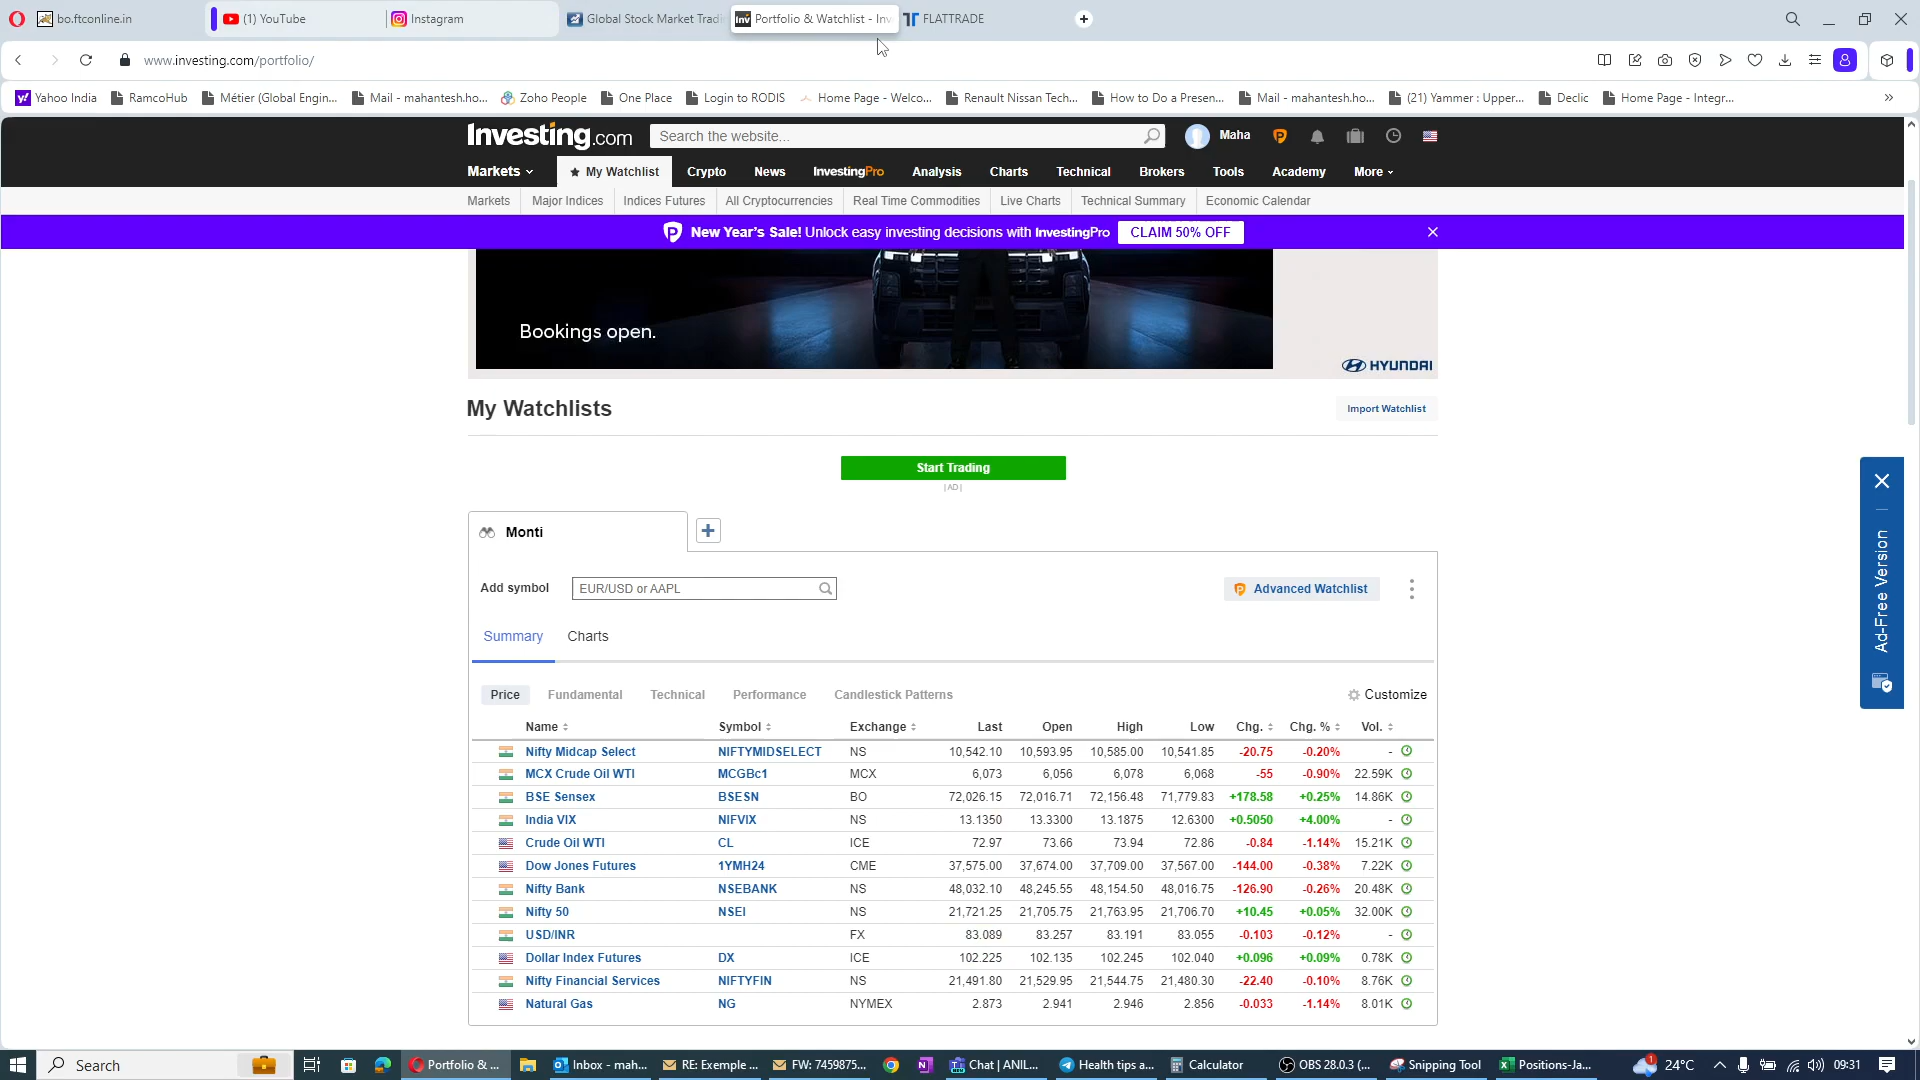 bo.ftconline.in
(1) YouTube
Instagram
Global Stock Market Tradi
Portfolio & Watchlist - Inv
FLATTRADE
www.investing.com/portfolio/
Yahoo India
RamcoHub
Métier (Global Engin...
Mail - mahantesh.ho...
Zoho People
One Place
Login to RODIS
Home Page - Welco...
Renault Nissan Tech...
How to Do a Presen...
Mail - mahantesh.ho...
(21) Yammer : Upper...
Declic
Home Page - Integr...
Investing.com
Search the website...
Maha
Markets
My Watchlist
Crypto
News
InvestingPro
Analysis
Charts
Technical
Brokers
Tools
Academy
More
Markets
Major Indices
Indices Futures
All Cryptocurrencies
Real Time Commodities
Live Charts
Technical Summary
Economic Calendar
New Year's Sale! Unlock easy investing decisions with InvestingPro
CLAIM 50% OFF
Bookings open.
HYUNDAI
My Watchlists
Import Watchlist
Start Trading
|AD|
Monti
Add symbol
EUR/USD or AAPL
Advanced Watchlist
Summary
Charts
Price
Fundamental
Technical
Performance
Candlestick Patterns
Customize
Name Symbol Exchange Last Open High Low Chg. Chg. % Vol.
Nifty Midcap Select NIFTYMIDSELECT NS 10,542.10 10,593.95 10,585.00 10,541.85 -20.75 -0.20% -
MCX Crude Oil WTI MCGBc1 MCX 6,073 6,056 6,078 6,068 -55 -0.90% 22.59K
BSE Sensex BSESN BO 72,026.15 72,016.71 72,156.48 71,779.83 +178.58 +0.25% 14.86K
India VIX NIFVIX NS 13.1350 13.3300 13.1875 12.6300 +0.5050 +4.00% -
Crude Oil WTI CL ICE 72.97 73.66 73.94 72.86 -0.84 -1.14% 15.21K
Dow Jones Futures 1YMH24 CME 37,575.00 37,674.00 37,709.00 37,567.00 -144.00 -0.38% 7.22K
Nifty Bank NSEBANK NS 48,032.10 48,245.55 48,154.50 48,016.75 -126.90 -0.26% 20.48K
Nifty 50 NSEI NS 21,721.25 21,705.75 21,763.95 21,706.70 +10.45 +0.05% 32.00K
USD/INR FX 83.089 83.257 83.191 83.055 -0.103 -0.12% -
Dollar Index Futures DX ICE 102.225 102.135 102.245 102.040 +0.096 +0.09% 0.78K
Nifty Financial Services NIFTYFIN NS 21,491.80 21,529.95 21,544.75 21,480.30 -22.40 -0.10% 8.76K
Natural Gas NG NYMEX 2.873 2.941 2.946 2.856 -0.033 -1.14% 8.01K
Ad-Free Version
Search
Portfolio & ...
Inbox - mah...
RE: Exemple ...
FW: 7459875...
Chat | ANIL...
Health tips a...
Calculator
OBS 28.0.3 (...
Snipping Tool
Positions-Ja...
1
24°C
09:31